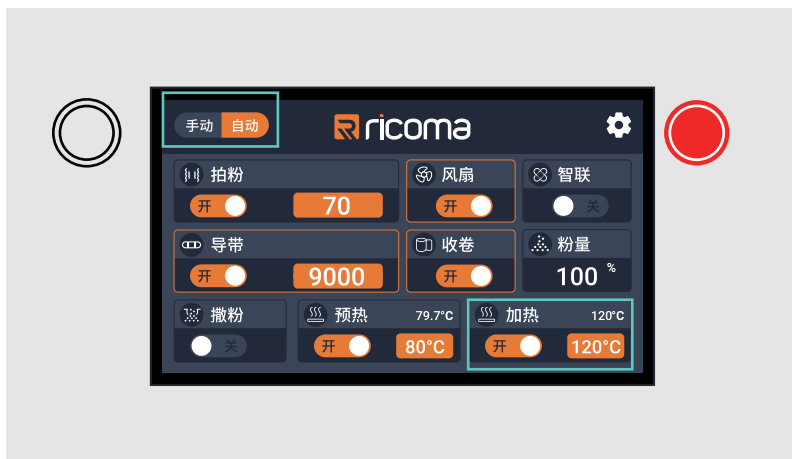 手动 自动 ricoma
拍粉 风扇 智联
开 70 开 关
导带 收卷 粉量
开 9000 开 100 %
撒粉 预热 79.7°C 加热 120°C
关 开 80°C 开 120°C